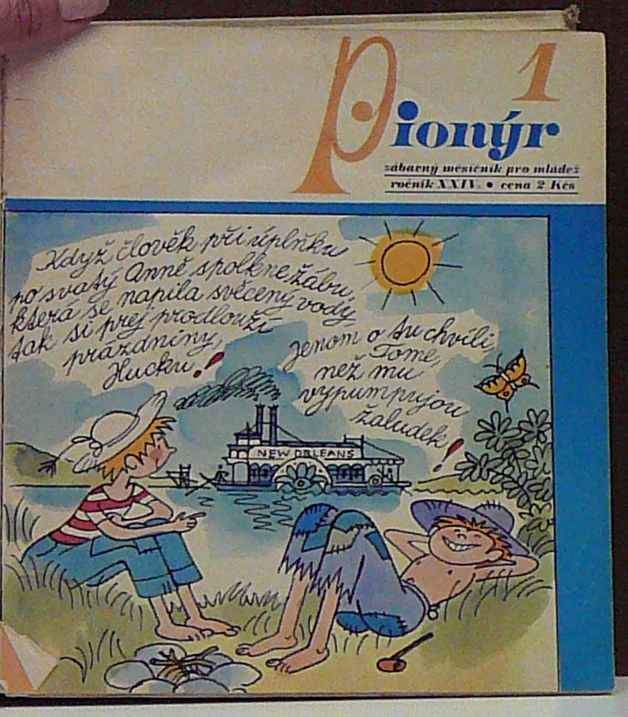 1
Pionýr
zábavný měsíčník pro mládež
ročník XXIV. • cena 2 Kčs
Když člověk při úplňku
po svatý Anně spolkne žábu,
která se napila svěcený vody
tak si prej prodlouží
prázdniny,
Hucku!
Jenom o tu chvíli
Tome,
než mu
vypumpujou
žaludek!
NEW ORLEANS